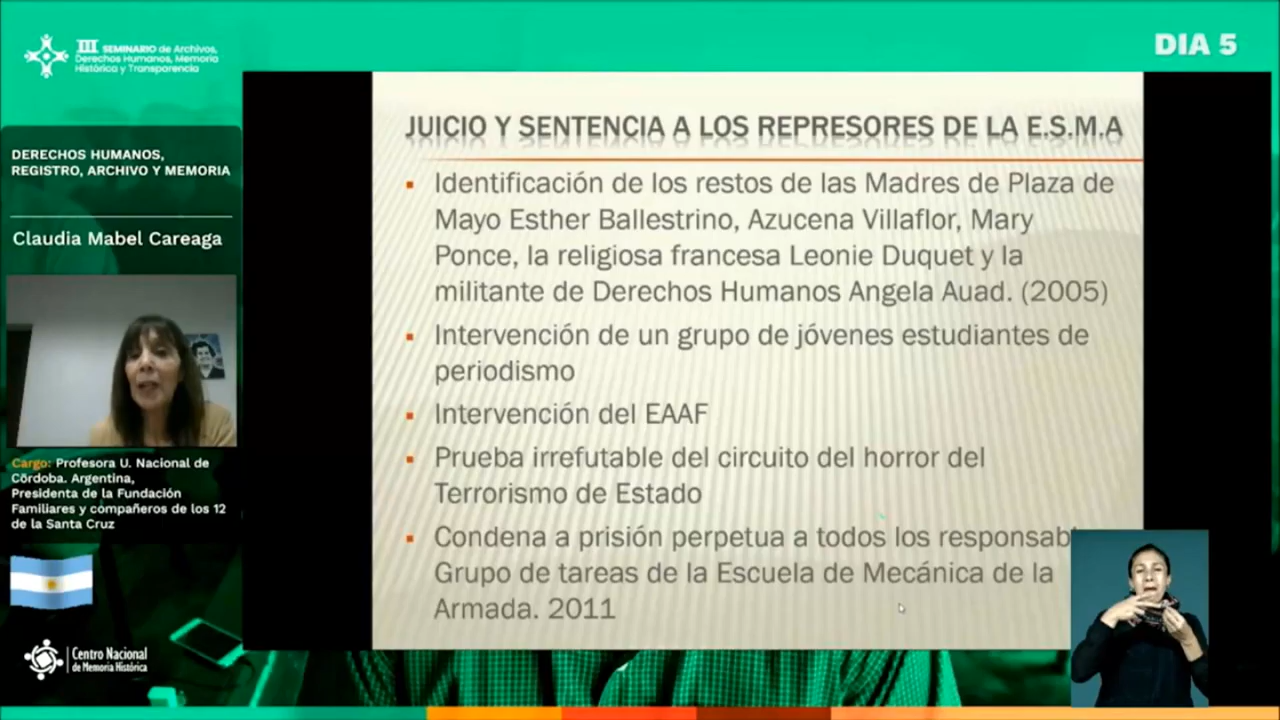 III SEMINARIO de Archivos,
Derechos Humanos, Memoria
Histórica y Transparencia
DIA 5
DERECHOS HUMANOS,
REGISTRO, ARCHIVO Y MEMORIA
Claudia Mabel Careaga
Cargo: Profesora U. Nacional de
Córdoba. Argentina,
Presidenta de la Fundación
Familiares y compañeros de los 12
de la Santa Cruz
Centro Nacional
de Memoria Histórica
JUICIO Y SENTENCIA A LOS REPRESORES DE LA E.S.M.A
Identificación de los restos de las Madres de Plaza de
Mayo Esther Ballestrino, Azucena Villaflor, Mary
Ponce, la religiosa francesa Leonie Duquet y la
militante de Derechos Humanos Angela Auad. (2005)
Intervención de un grupo de jóvenes estudiantes de
periodismo
Intervención del EAAF
Prueba irrefutable del circuito del horror del
Terrorismo de Estado
Condena a prisión perpetua a todos los responsab
Grupo de tareas de la Escuela de Mecánica de la
Armada. 2011